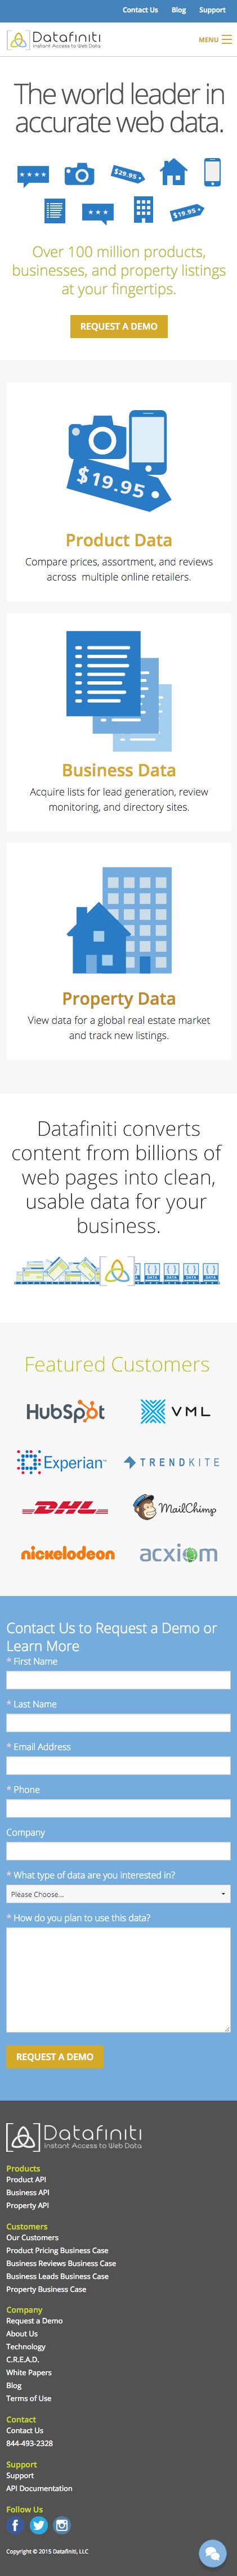 Contact Us Blog Support
Datafiniti
Instant Access to Web Data
MENU
The world leader in
accurate web data.
$29.95
$19.95
Over 100 million products,
businesses, and property listings
at your fingertips.
REQUEST A DEMO
$19.95
Product Data
Compare prices, assortment, and reviews
across multiple online retailers.
Business Data
Acquire lists for lead generation, review
monitoring, and directory sites.
Property Data
View data for a global real estate market
and track new listings.
Datafiniti converts
content from billions of
web pages into clean,
usable data for your
business.
DATA DATA DATA DATA
Featured Customers
HubSpot VML
Experian TRENDKITE
DHL MailChimp
nickelodeon acxiom
Contact Us to Request a Demo or
Learn More
* First Name
* Last Name
* Email Address
* Phone
Company
* What type of data are you interested in?
Please Choose...
* How do you plan to use this data?
REQUEST A DEMO
Datafiniti
Instant Access to Web Data
Products
Product API
Business API
Property API
Customers
Our Customers
Product Pricing Business Case
Business Reviews Business Case
Business Leads Business Case
Property Business Case
Company
Request a Demo
About Us
Technology
C.R.E.A.D.
White Papers
Blog
Terms of Use
Contact
Contact Us
844-493-2328
Support
Support
API Documentation
Follow Us
Copyright © 2015 Datafiniti, LLC